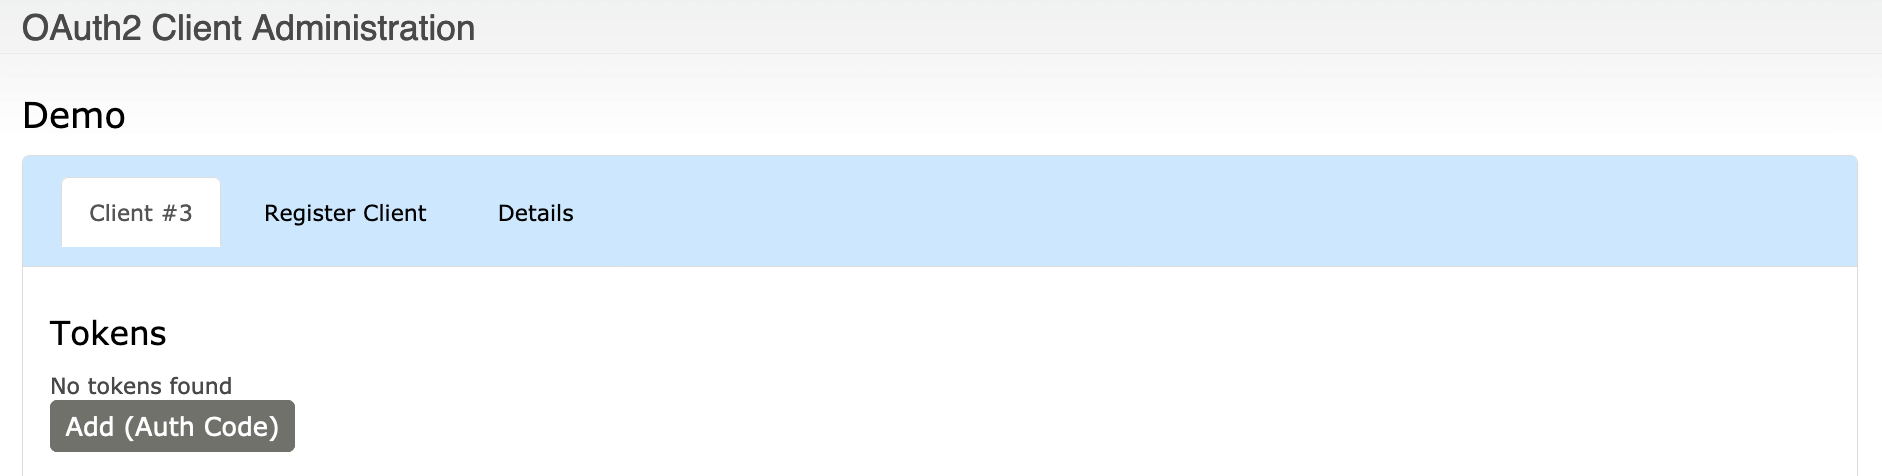 OAuth2 Client Administration
Demo
Client #3 Register Client Details
Tokens
No tokens found
Add (Auth Code)